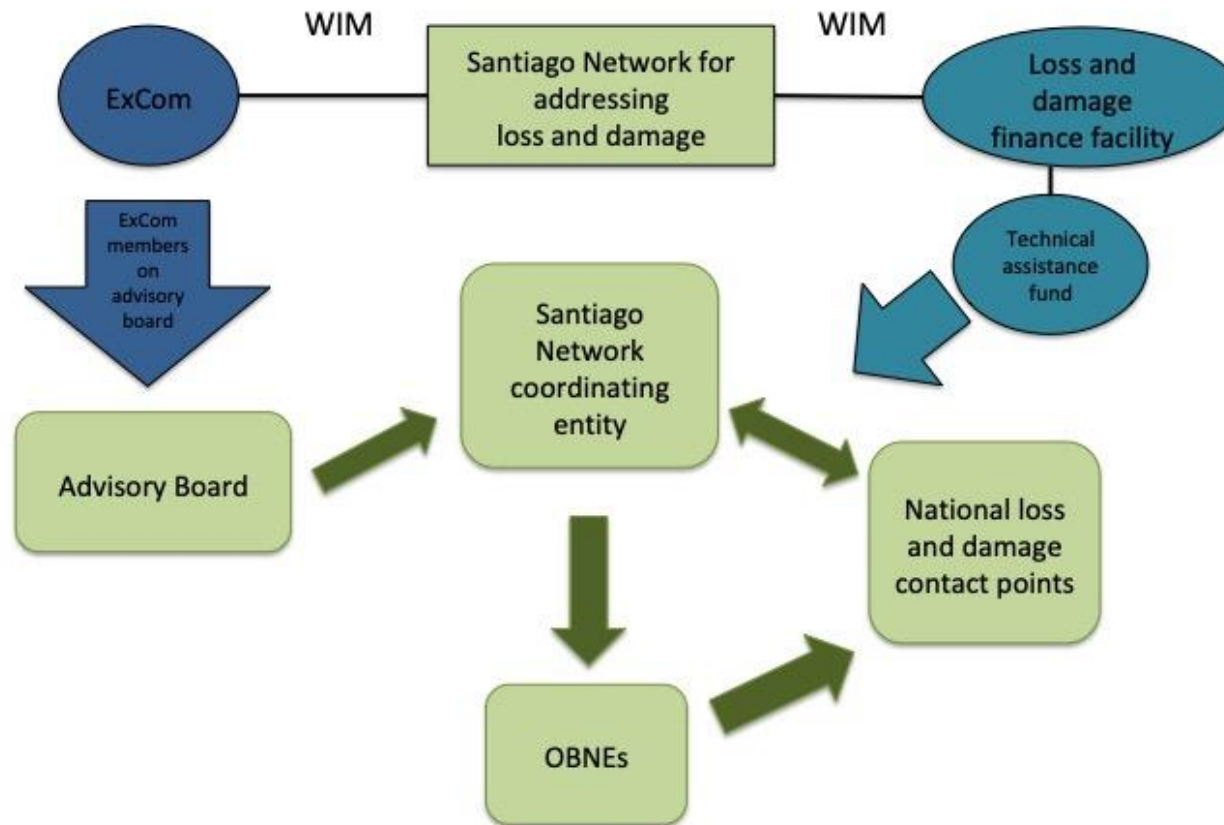 WIM
WIM
ExCom
Santiago Network for
addressing
loss and damage
Loss and
damage
finance facility
ExCom
members
on
advisory
board
Technical
assistance
fund
Santiago
Network
coordinating
entity
Advisory Board
National loss
and damage
contact points
OBNEs